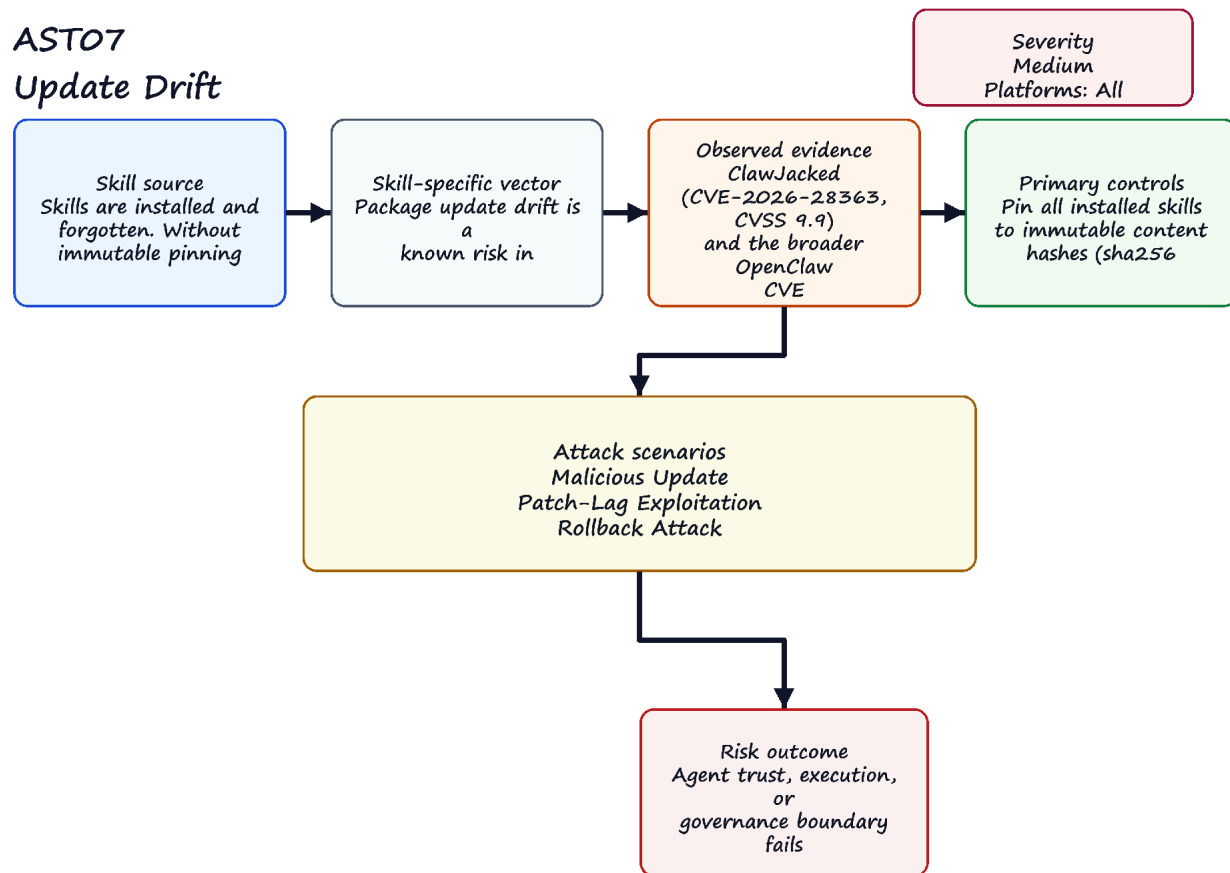 AST07
Update Drift
Severity
Medium
Platforms: All
Skill source
Skills are installed and
forgotten. Without
immutable pinning
Skill-specific vector
Package update drift is
a
known risk in
Observed evidence
ClawJacked
(CVE-2026-28363,
CVSS 9.9)
and the broader
OpenClaw
CVE
Primary controls
Pin all installed skills
to immutable content
hashes (sha256
Attack scenarios
Malicious Update
Patch-Lag Exploitation
Rollback Attack
Risk outcome
Agent trust, execution,
or
governance boundary
fails